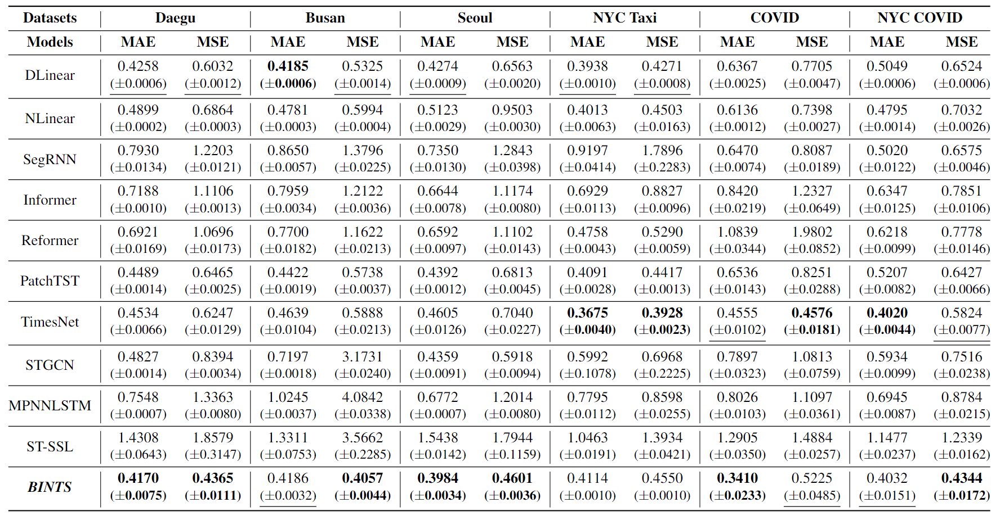 Datasets Daegu Busan Seoul NYC Taxi COVID NYC COVID
Models MAE MSE MAE MSE MAE MSE MAE MSE MAE MSE MAE MSE
DLinear 0.4258 0.6032 0.4185 0.5325 0.4274 0.6563 0.3938 0.4271 0.6367 0.7705 0.5049 0.6524
(±0.0006) (±0.0012) (±0.0006) (±0.0014) (±0.0009) (±0.0020) (±0.0010) (±0.0008) (±0.0025) (±0.0047) (±0.0006) (±0.0006)
NLinear 0.4899 0.6864 0.4781 0.5994 0.5123 0.9503 0.4013 0.4503 0.6136 0.7398 0.4795 0.7032
(±0.0002) (±0.0003) (±0.0003) (±0.0004) (±0.0029) (±0.0030) (±0.0063) (±0.0163) (±0.0012) (±0.0027) (±0.0014) (±0.0026)
SegRNN 0.7930 1.2203 0.8650 1.3796 0.7350 1.2843 0.9197 1.7896 0.6470 0.8087 0.5020 0.6575
(±0.0134) (±0.0121) (±0.0057) (±0.0225) (±0.0130) (±0.0398) (±0.0414) (±0.2283) (±0.0074) (±0.0189) (±0.0122) (±0.0046)
Informer 0.7188 1.1106 0.7959 1.2122 0.6644 1.1174 0.6929 0.8827 0.8420 1.2327 0.6347 0.7851
(±0.0010) (±0.0013) (±0.0034) (±0.0036) (±0.0078) (±0.0080) (±0.0113) (±0.0096) (±0.0219) (±0.0649) (±0.0125) (±0.0106)
Reformer 0.6921 1.0696 0.7700 1.1622 0.6592 1.1102 0.4758 0.5290 1.0839 1.9802 0.6218 0.7778
(±0.0169) (±0.0173) (±0.0182) (±0.0213) (±0.0097) (±0.0143) (±0.0043) (±0.0059) (±0.0344) (±0.0852) (±0.0099) (±0.0146)
PatchTST 0.4489 0.6465 0.4422 0.5738 0.4392 0.6813 0.4091 0.4417 0.6536 0.8251 0.5207 0.6427
(±0.0014) (±0.0025) (±0.0019) (±0.0037) (±0.0012) (±0.0045) (±0.0028) (±0.0013) (±0.0143) (±0.0288) (±0.0082) (±0.0066)
TimesNet 0.4534 0.6247 0.4639 0.5888 0.4605 0.7040 0.3675 0.3928 0.4555 0.4576 0.4020 0.5824
(±0.0066) (±0.0129) (±0.0104) (±0.0213) (±0.0126) (±0.0227) (±0.0040) (±0.0023) (±0.0102) (±0.0181) (±0.0044) (±0.0077)
STGCN 0.4827 0.8394 0.7197 3.1731 0.4359 0.5918 0.5992 0.6968 0.7897 1.0813 0.5934 0.7516
(±0.0014) (±0.0034) (±0.0018) (±0.0240) (±0.0091) (±0.0094) (±0.1078) (±0.2225) (±0.0323) (±0.0759) (±0.0099) (±0.0238)
MPNNLSTM 0.7548 1.3363 1.0245 4.0842 0.6772 1.2014 0.7795 0.8598 0.8026 1.1097 0.6945 0.8784
(±0.0007) (±0.0080) (±0.0037) (±0.0338) (±0.0007) (±0.0080) (±0.0112) (±0.0255) (±0.0103) (±0.0361) (±0.0087) (±0.0215)
ST-SSL 1.4308 1.8579 1.3311 3.5662 1.5438 1.7944 1.0463 1.3934 1.2905 1.4884 1.1477 1.2339
(±0.0643) (±0.3147) (±0.0753) (±0.2285) (±0.0142) (±0.1159) (±0.0191) (±0.0421) (±0.0350) (±0.0257) (±0.0237) (±0.0162)
BINTS 0.4170 0.4365 0.4186 0.4057 0.3984 0.4601 0.4114 0.4550 0.3410 0.5225 0.4032 0.4344
(±0.0075) (±0.0111) (±0.0032) (±0.0044) (±0.0034) (±0.0036) (±0.0010) (±0.0010) (±0.0233) (±0.0485) (±0.0151) (±0.0172)